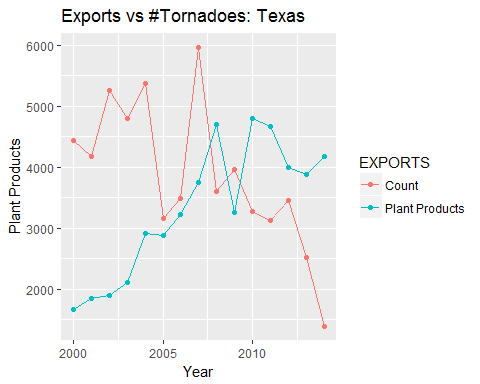 Exports vs #Tornadoes: Texas
6000
5000
4000
3000
2000
Plant Products
2000 2005 2010
Year
EXPORTS
Count
Plant Products